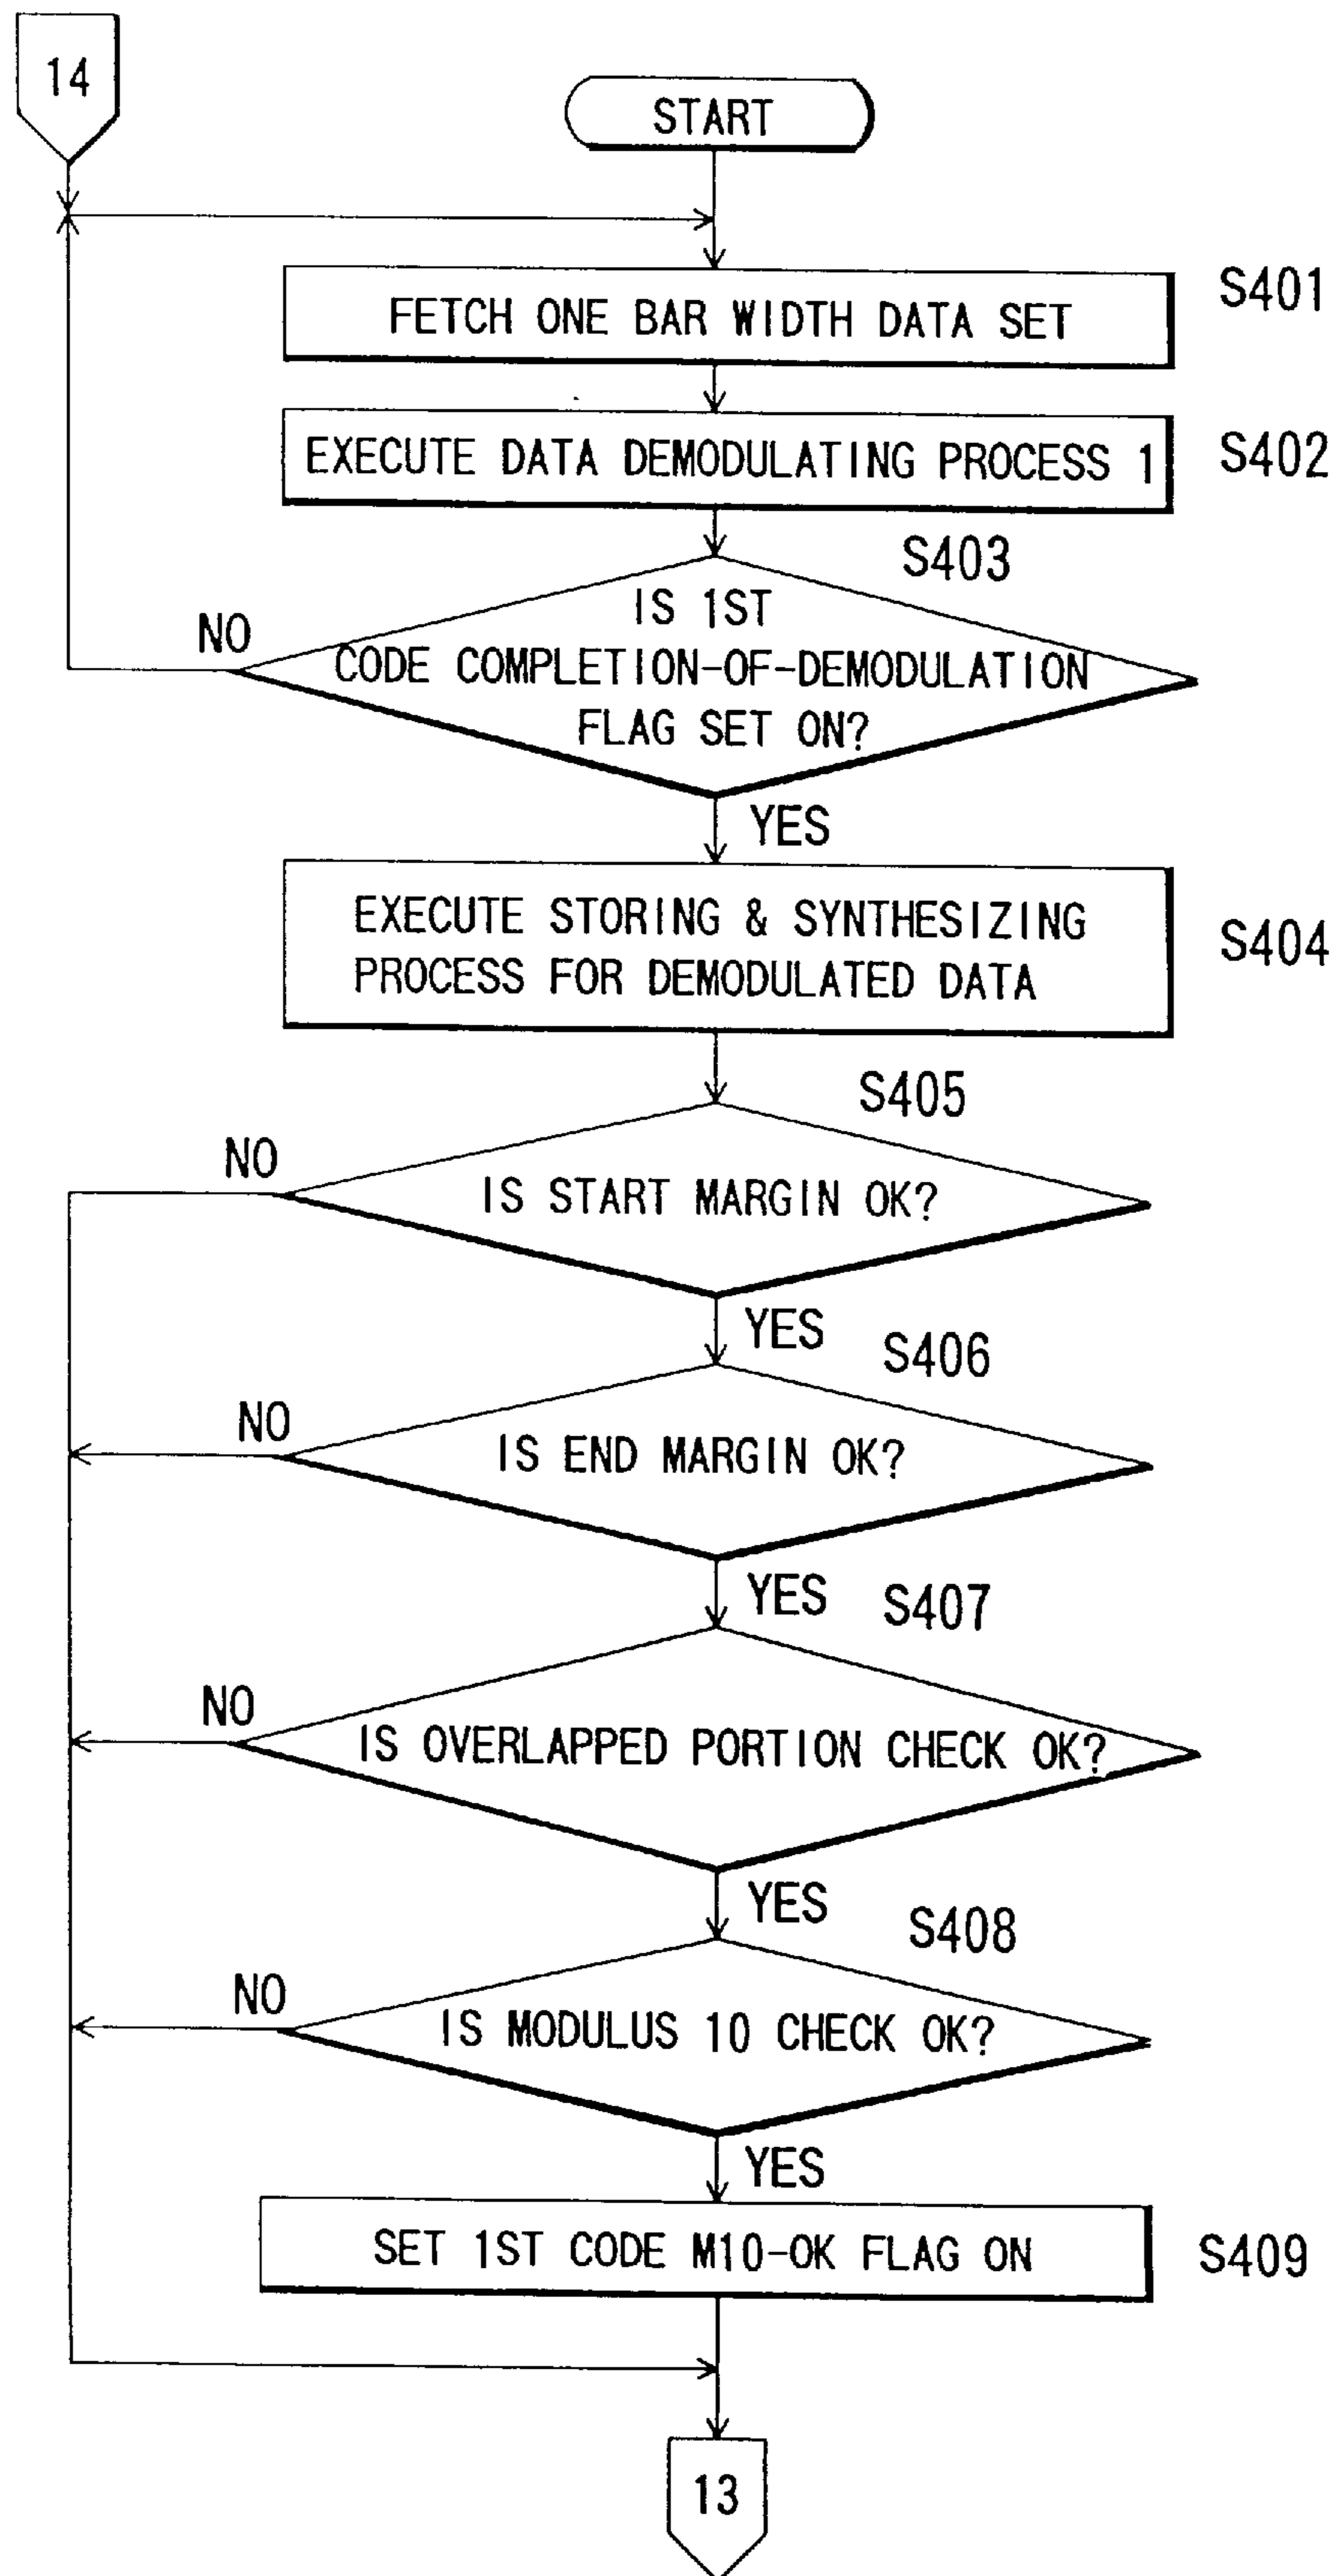 14
START
FETCH ONE BAR WIDTH DATA SET
S401
EXECUTE DATA DEMODULATING PROCESS 1
S402
S403
NO
IS 1ST
CODE COMPLETION-OF-DEMODULATION
FLAG SET ON?
YES
EXECUTE STORING & SYNTHESIZING
PROCESS FOR DEMODULATED DATA
S404
S405
NO
IS START MARGIN OK?
YES
S406
NO
IS END MARGIN OK?
YES
S407
NO
IS OVERLAPPED PORTION CHECK OK?
YES
S408
NO
IS MODULUS 10 CHECK OK?
YES
SET 1ST CODE M10-OK FLAG ON
S409
13